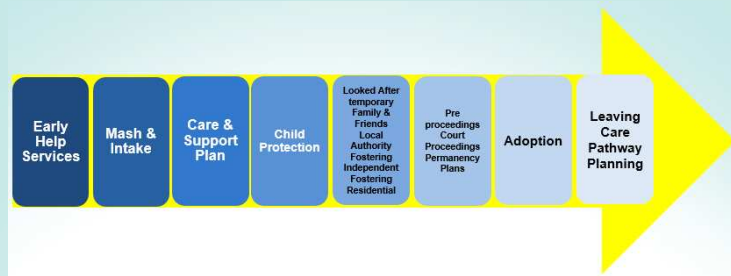 Early
Help
Services
Mash &
Intake
Care &
Support
Plan
Child
Protection
Looked After
temporary
Family &
Friends
Local
Authority
Fostering
Independent
Fostering
Residential
Pre
proceedings
Court
Proceedings
Permanency
Plans
Adoption
Leaving
Care
Pathway
Planning